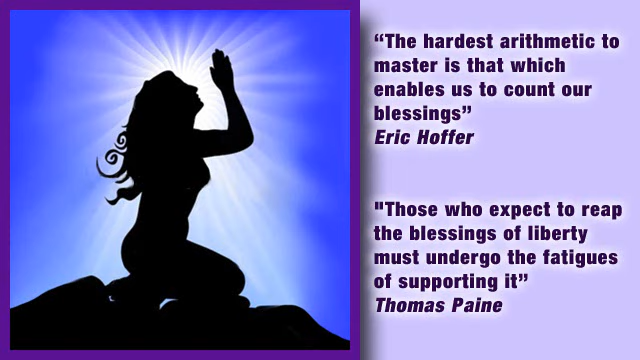 “The hardest arithmetic to
master is that which
enables us to count our
blessings”
Eric Hoffer
"Those who expect to reap
the blessings of liberty
must undergo the fatigues
of supporting it”
Thomas Paine